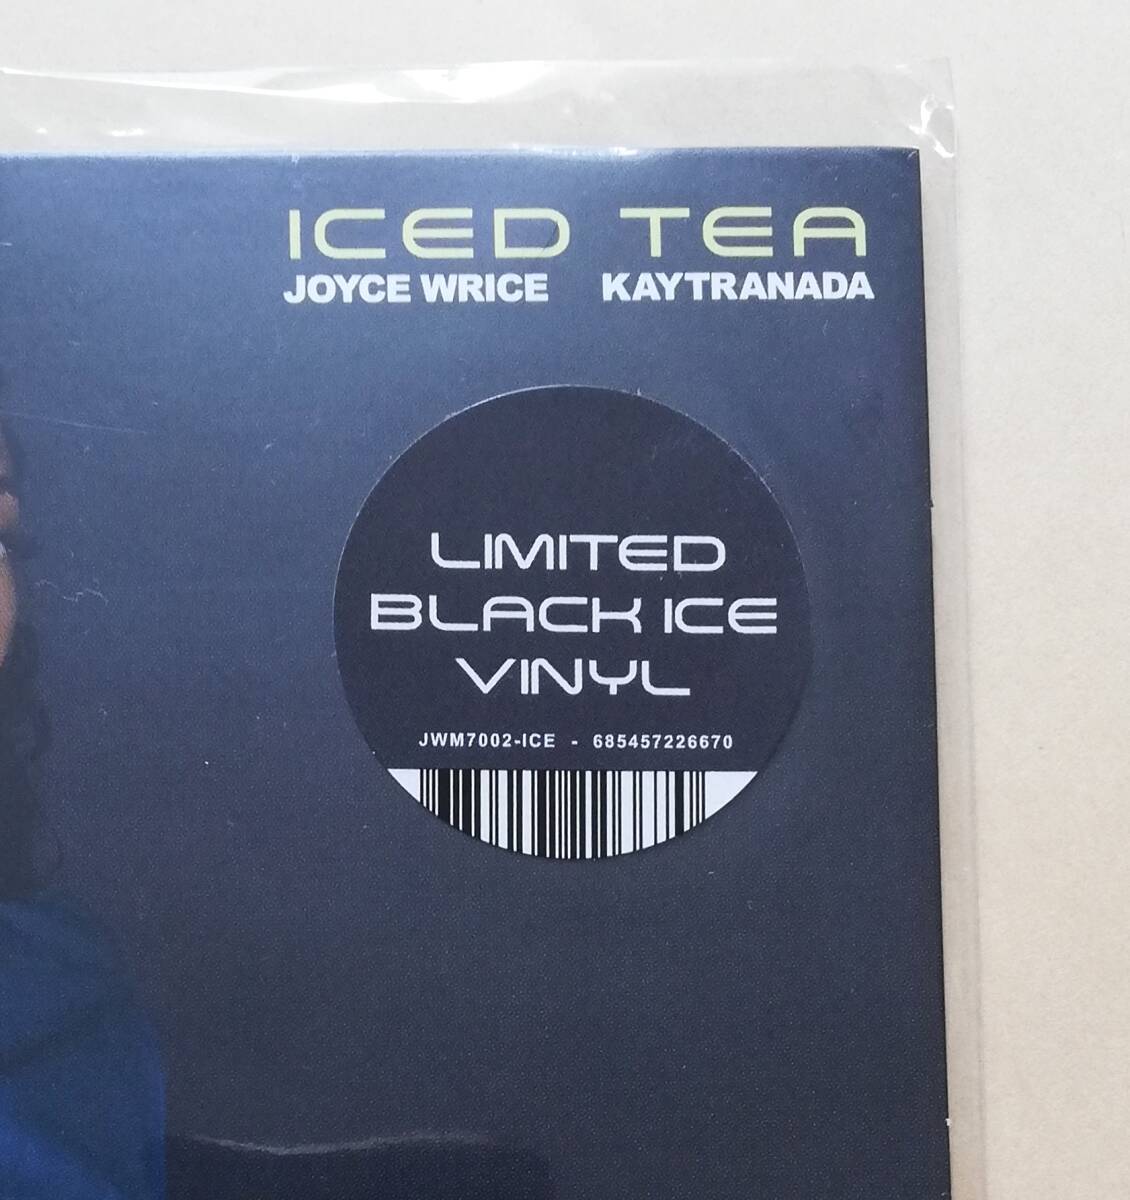 ICED TEA
JOYCE WRICE KAYTRANADA
LIMITED
BLACK ICE
VINYL
JWM7002-ICE - 685457226670